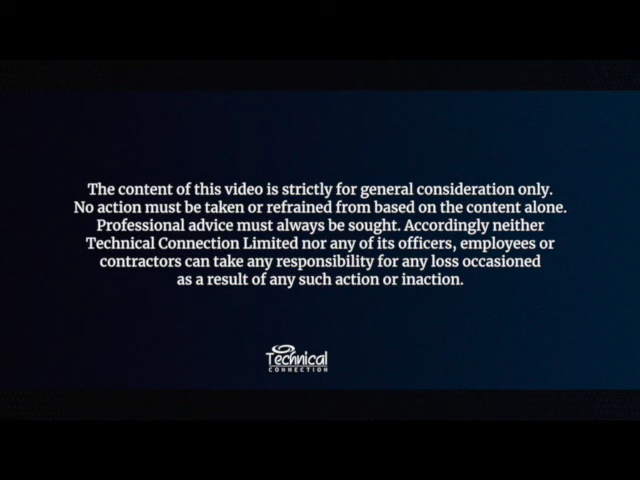 The content of this video is strictly for general consideration only.
No action must be taken or refrained from based on the content alone.
Professional advice must always be sought. Accordingly neither
Technical Connection Limited nor any of its officers, employees or
contractors can take any responsibility for any loss occasioned
as a result of any such action or inaction.
Technical
CONNECTION